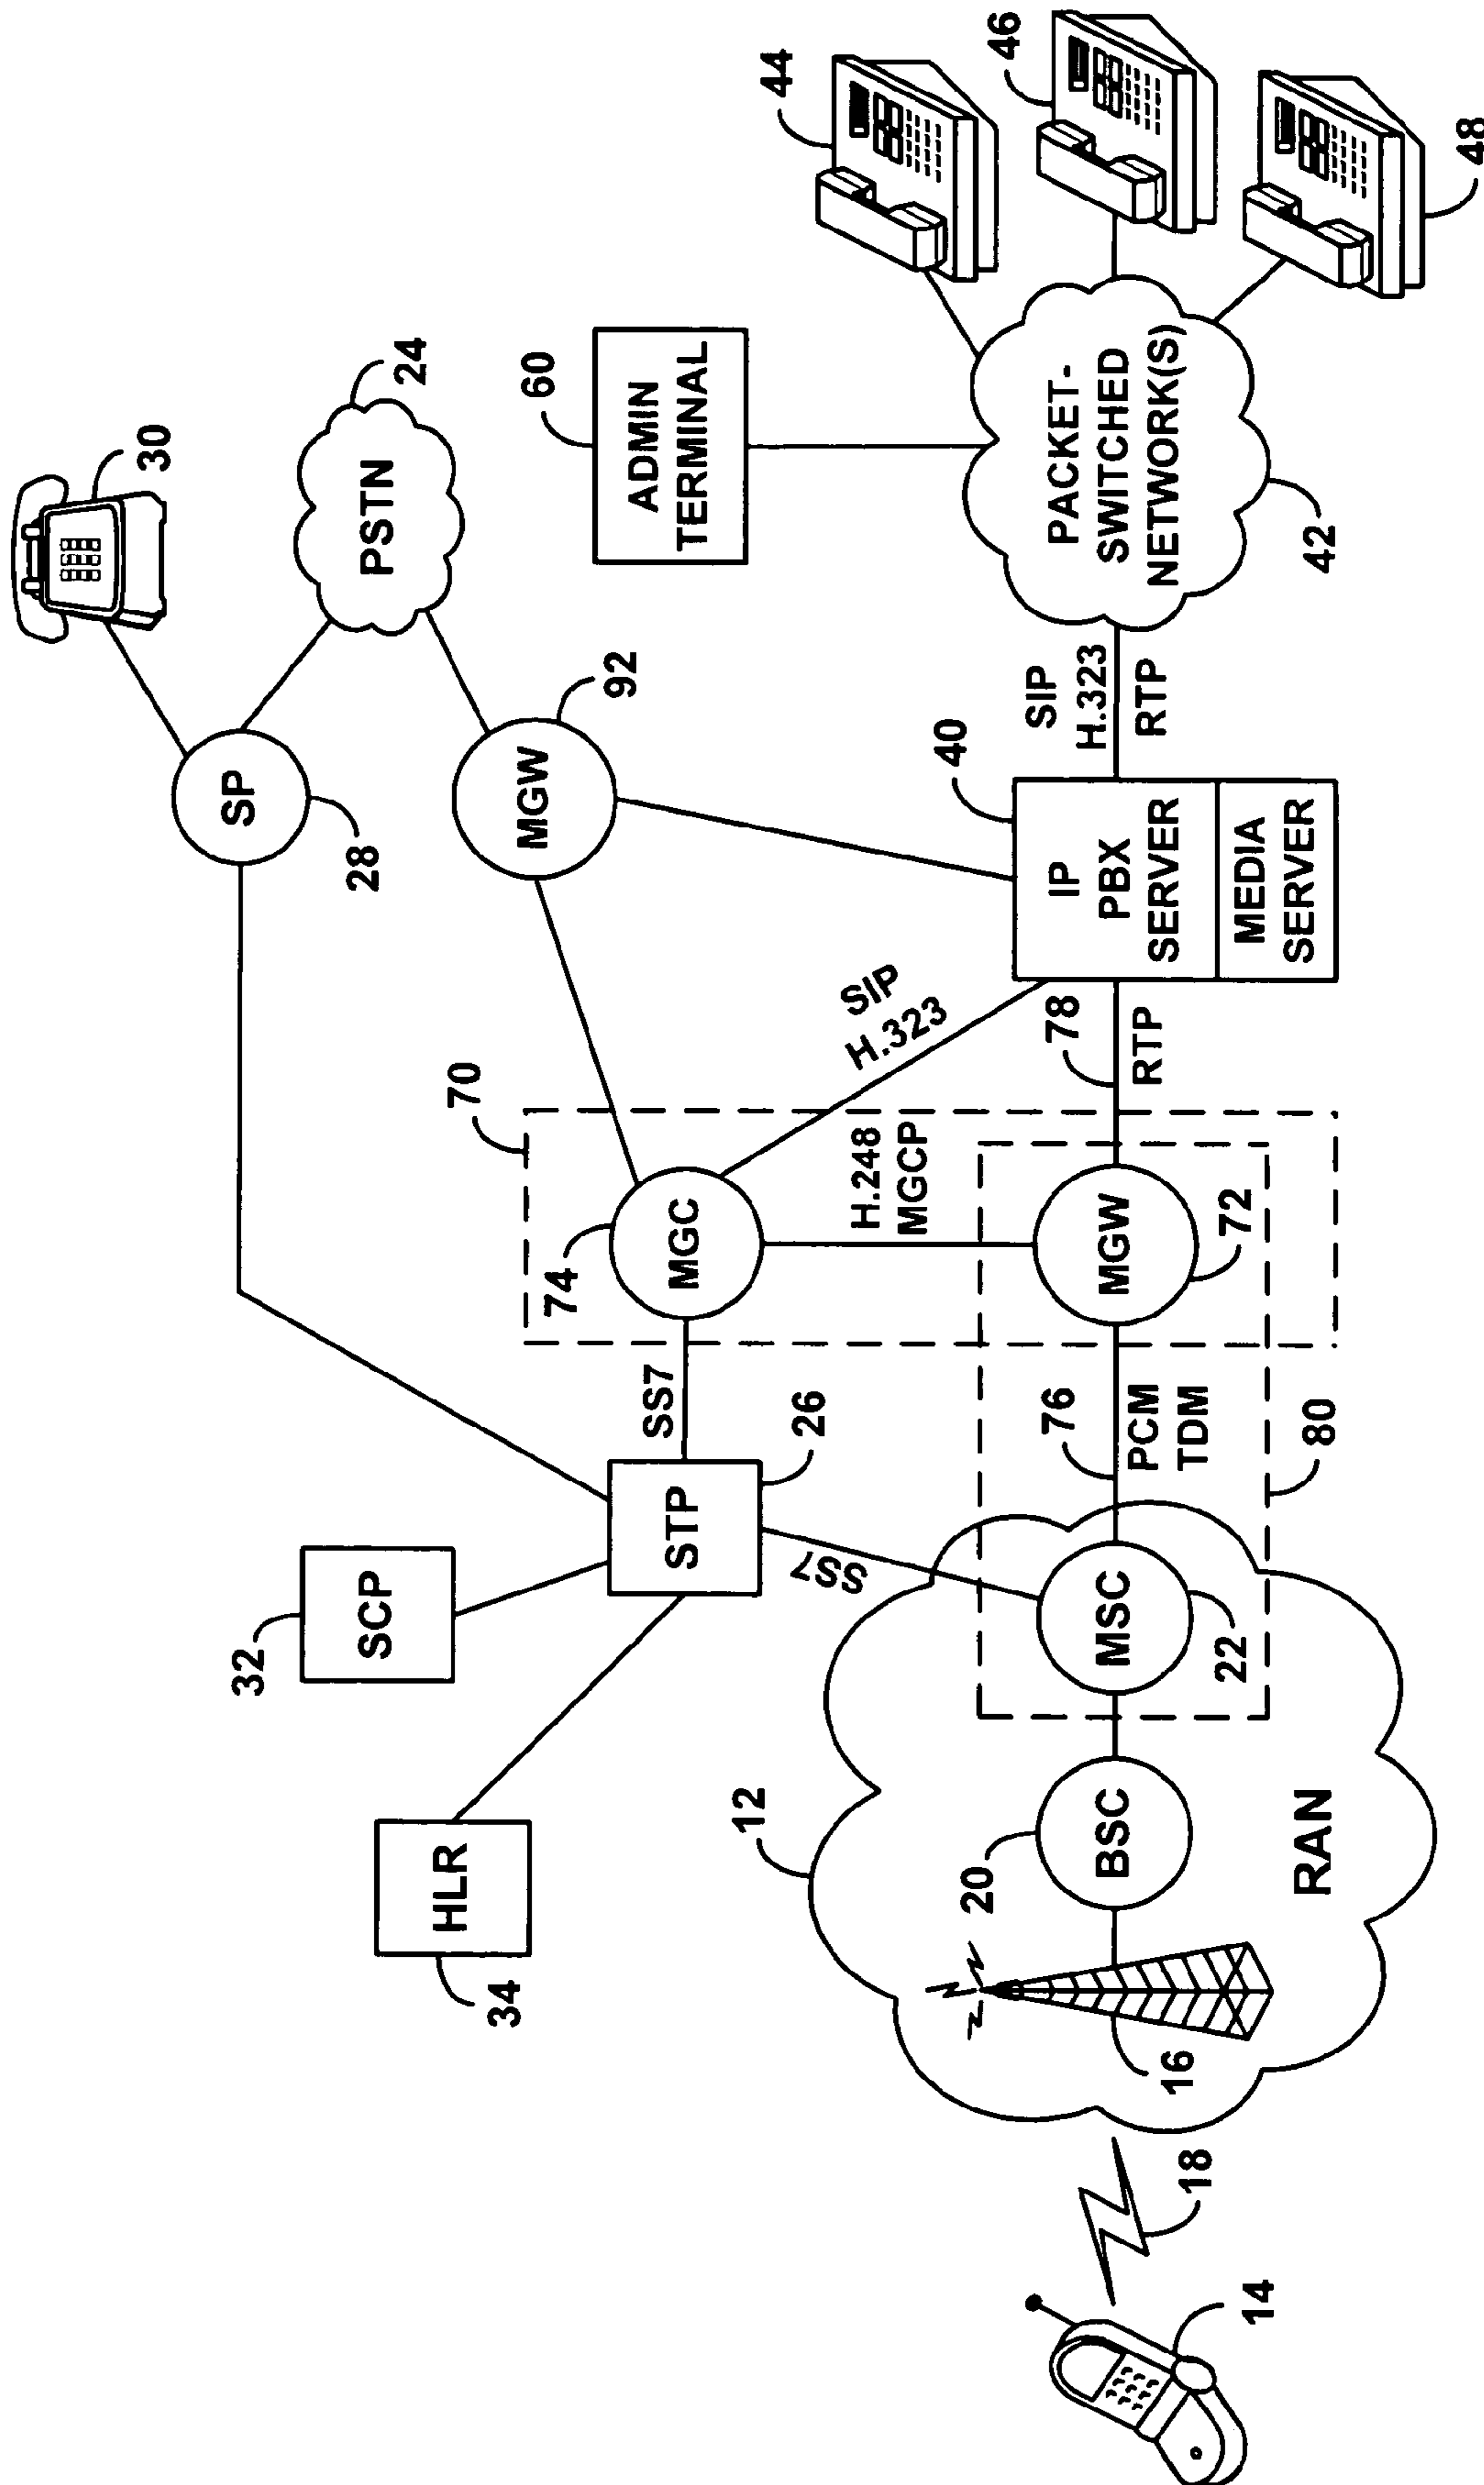 30
24
PSTN
SP
28
92
MGW
60
ADMIN
TERMINAL
44
46
48
PACKET-
SWITCHED
NETWORK(S)
42
SIP
H.323
RTP
40
IP
PBX
SERVER
MEDIA
SERVER
SIP
H.323
78
RTP
70
74
MGC
H.248
MGCP
MGW
72
SS7
STP
26
76
PCM
TDM
80
SS7
32
SCP
HLR
34
12
MSC
22
20
BSC
RAN
16
18
14